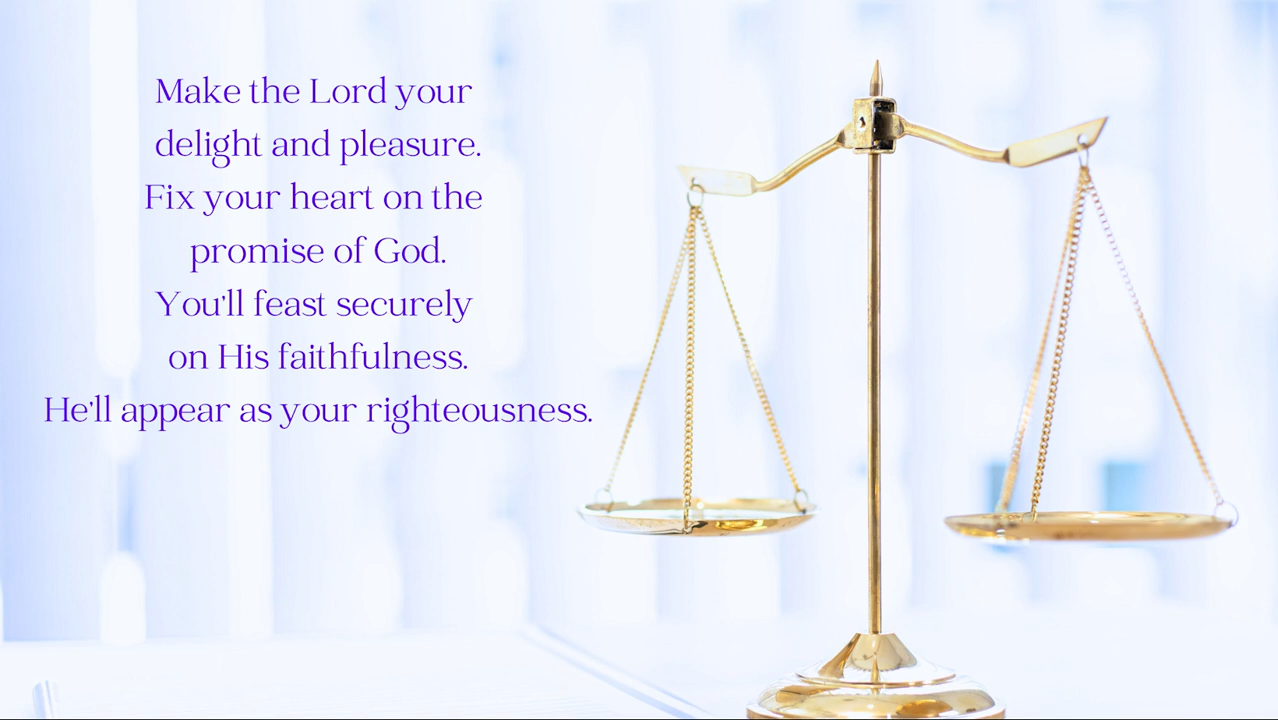 Make the Lord your
delight and pleasure.
Fix your heart on the
promise of God.
You'll feast securely
on His faithfulness.
He'll appear as your righteousness.